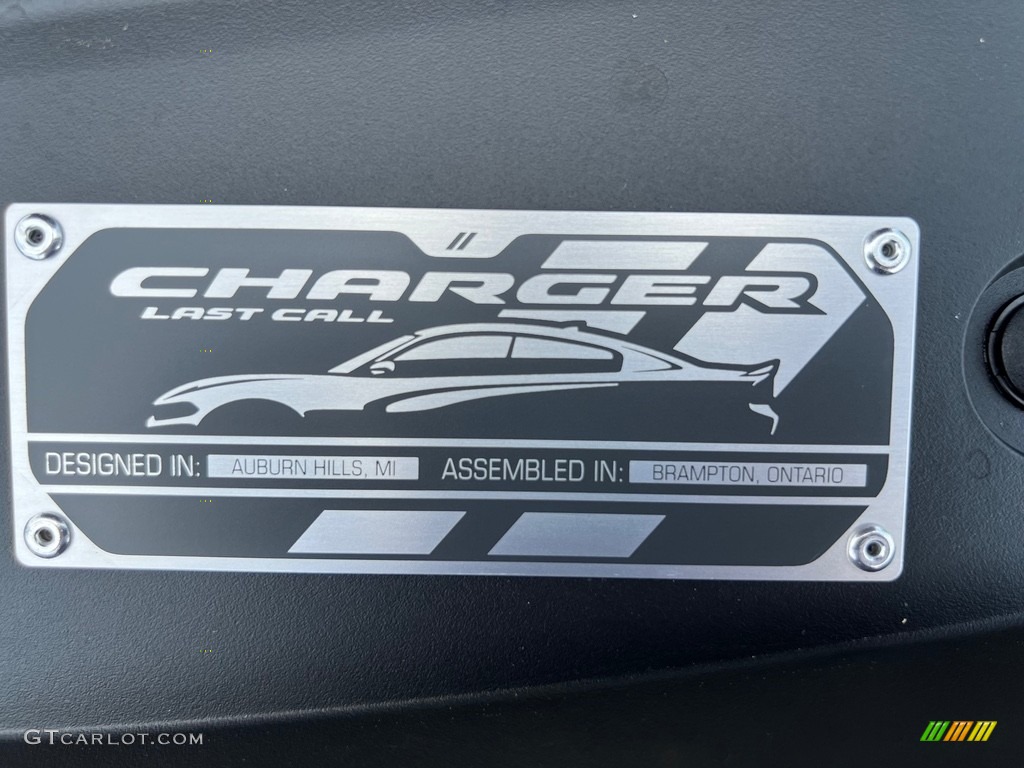 CHARGER
LAST CALL
DESIGNED IN: AUBURN HILLS, MI ASSEMBLED IN: BRAMPTON, ONTARIO
GTCARLOT.COM